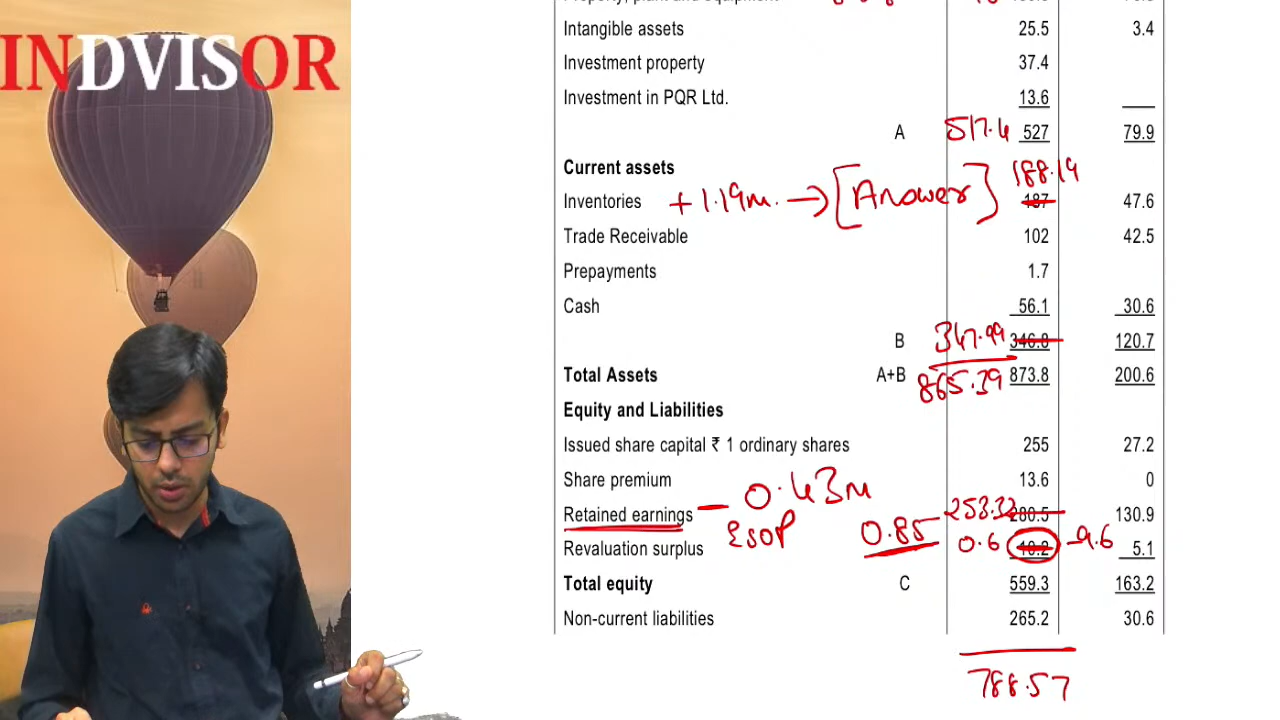 INDVISOR
Intangible assets 25.5 3.4
Investment property 37.4
Investment in PQR Ltd. 13.6
A 517.4 527 79.9
Current assets
188.19
Inventories + 1.19m. → [Answer] 187 47.6
Trade Receivable 102 42.5
Prepayments 1.7
Cash 56.1 30.6
B 347.99 346.8 120.7
Total Assets A+B 865.39 873.8 200.6
Equity and Liabilities
Issued share capital ₹ 1 ordinary shares 255 27.2
Share premium 13.6 0
Retained earnings - 0.43m 253.32 280.5 130.9
ESOP 0.85
Revaluation surplus 0.6 10.2 -9.6 5.1
Total equity C 559.3 163.2
Non-current liabilities 265.2 30.6
788.57